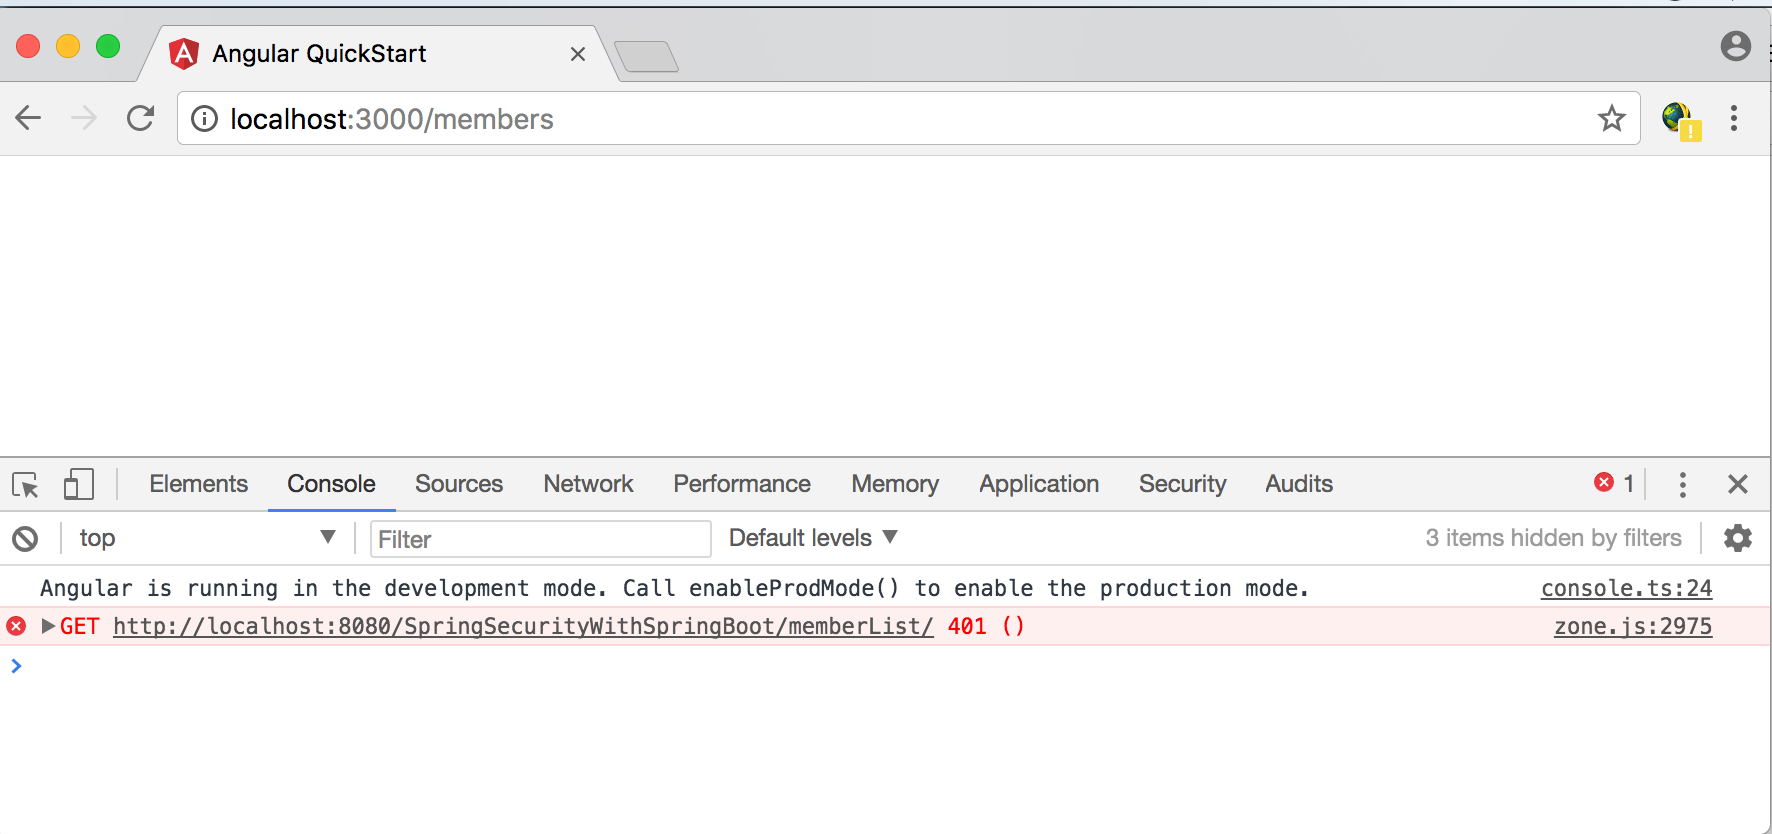 Angular QuickStart
localhost:3000/members
Elements Console Sources Network Performance Memory Application Security Audits 1
top Filter Default levels 3 items hidden by filters
Angular is running in the development mode. Call enableProdMode() to enable the production mode. console.ts:24
GET http://localhost:8080/SpringSecurityWithSpringBoot/memberList/ 401 () zone.js:2975